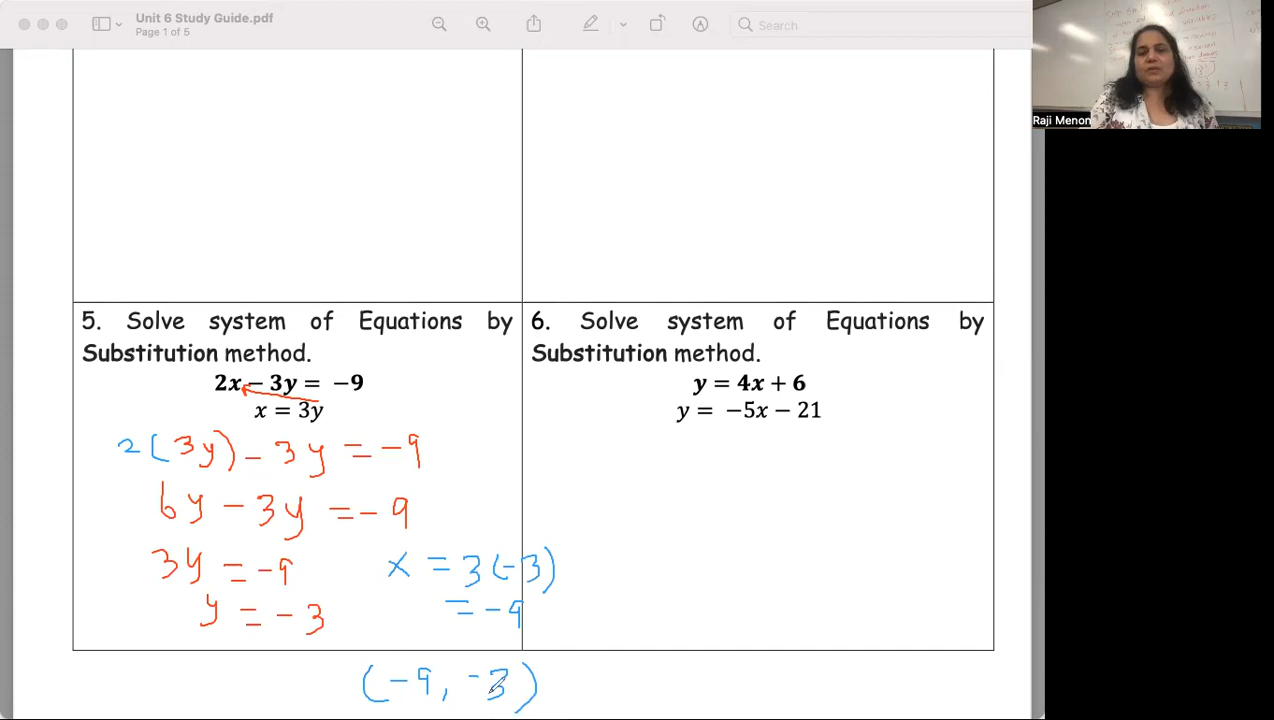 Unit 6 Study Guide.pdf
Page 1 of 5
Search
Raji Menon
5. Solve system of Equations by
Substitution method.
2x − 3y = −9
x = 3y
2(3y) − 3y = −9
6y − 3y = −9
3y = −9
y = −3
x = 3(−3)
= −9
(−9, −3)
6. Solve system of Equations by
Substitution method.
y = 4x + 6
y = −5x − 21